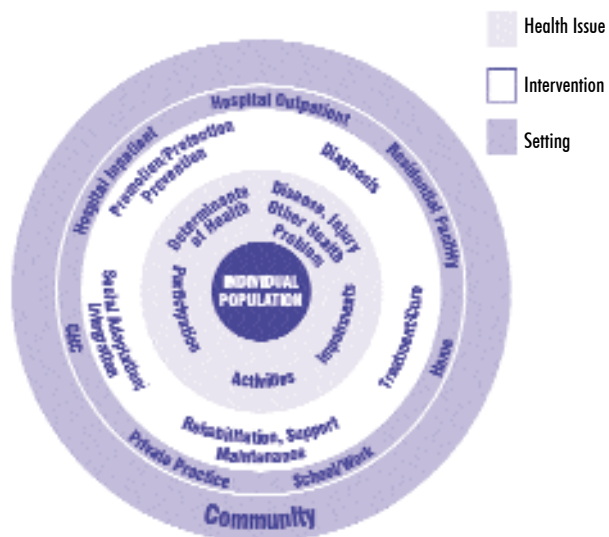 Health Issue
Intervention
Setting
Hospital Outpatient
Hospital Inpatient
Residential Facility
Home
School/Work
Private Practice
CHC
Community
Promotion/Protection
Prevention
Diagnosis
Treatment/Cure
Rehabilitation, Support
Maintenance
Social Adaptation/
Integration
Determinants
of Health
Disease, Injury
Other Health
Problem
Impairments
Activities
Participation
INDIVIDUAL
POPULATION